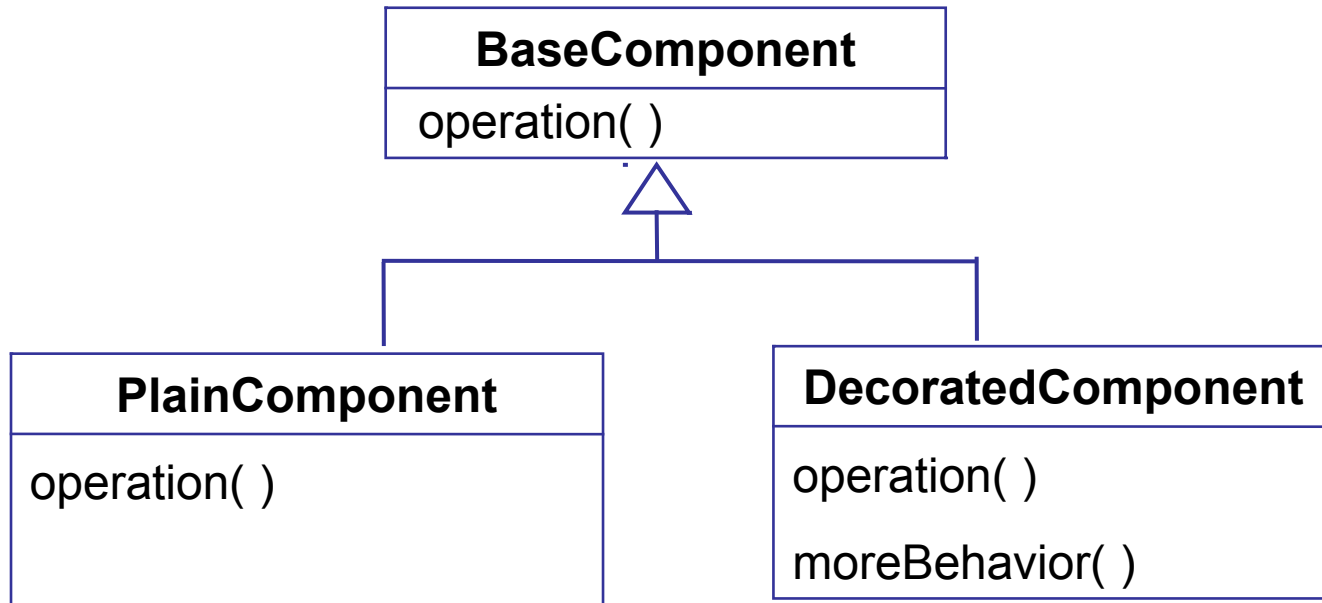 BaseComponent
operation( )
PlainComponent
operation( )
DecoratedComponent
operation( )
moreBehavior( )